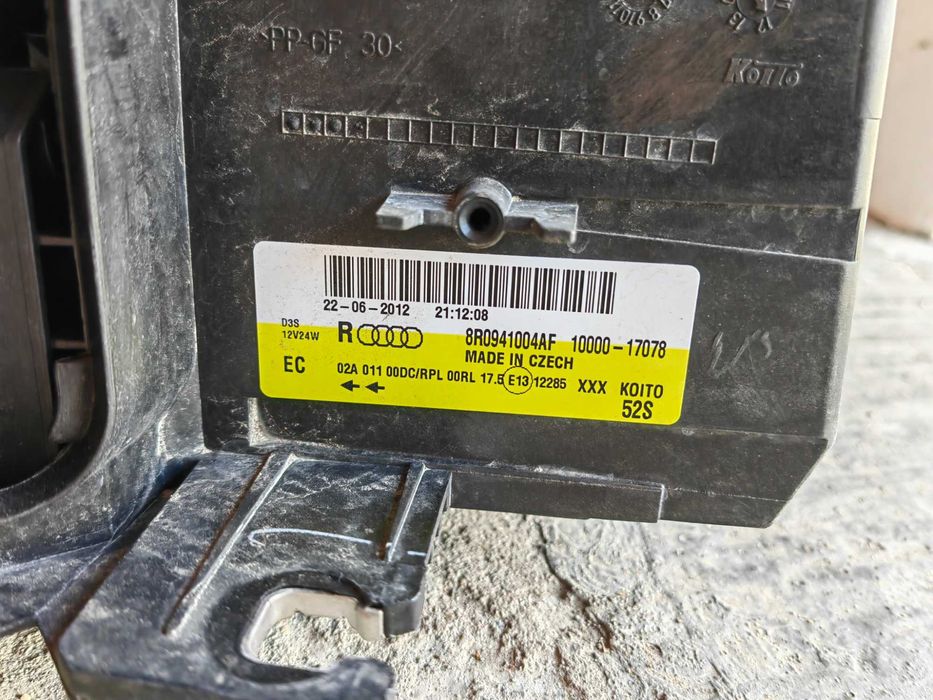 >PP-GF 30<
KOITO
22-06-2012 21:12:08
D3S
12V24W
R
8R0941004AF 10000-17078
MADE IN CZECH
EC
02A 011 00DC/RPL 00RL 17.5 E13 12285 XXX KOITO
52S